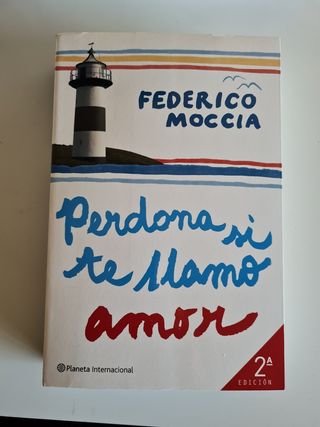 FEDERICO
MOCCIA
Perdona si
te llamo
amor
Planeta Internacional
2ª
EDICIÓN